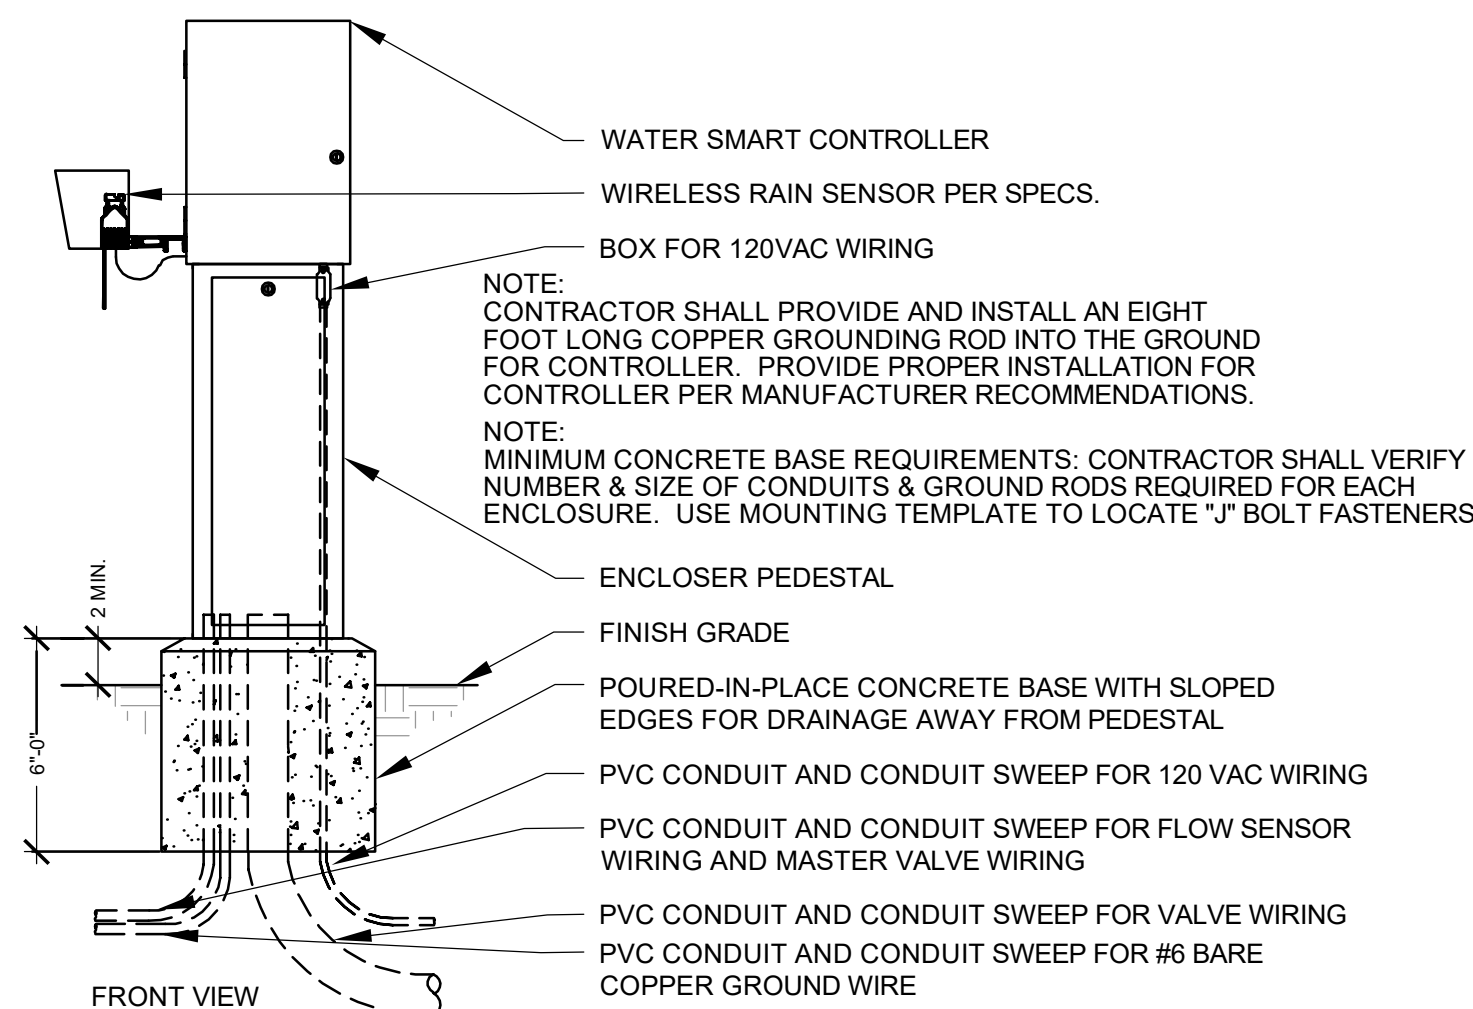 WATER SMART CONTROLLER
WIRELESS RAIN SENSOR PER SPECS.
BOX FOR 120VAC WIRING
NOTE:
CONTRACTOR SHALL PROVIDE AND INSTALL AN EIGHT
FOOT LONG COPPER GROUNDING ROD INTO THE GROUND
FOR CONTROLLER. PROVIDE PROPER INSTALLATION FOR
CONTROLLER PER MANUFACTURER RECOMMENDATIONS.
NOTE:
MINIMUM CONCRETE BASE REQUIREMENTS: CONTRACTOR SHALL VERIFY
NUMBER & SIZE OF CONDUITS & GROUND RODS REQUIRED FOR EACH
ENCLOSURE. USE MOUNTING TEMPLATE TO LOCATE "J" BOLT FASTENERS
2 MIN.
ENCLOSER PEDESTAL
FINISH GRADE
POURED-IN-PLACE CONCRETE BASE WITH SLOPED
EDGES FOR DRAINAGE AWAY FROM PEDESTAL
6"-0"
PVC CONDUIT AND CONDUIT SWEEP FOR 120 VAC WIRING
PVC CONDUIT AND CONDUIT SWEEP FOR FLOW SENSOR
WIRING AND MASTER VALVE WIRING
PVC CONDUIT AND CONDUIT SWEEP FOR VALVE WIRING
PVC CONDUIT AND CONDUIT SWEEP FOR #6 BARE
COPPER GROUND WIRE
FRONT VIEW